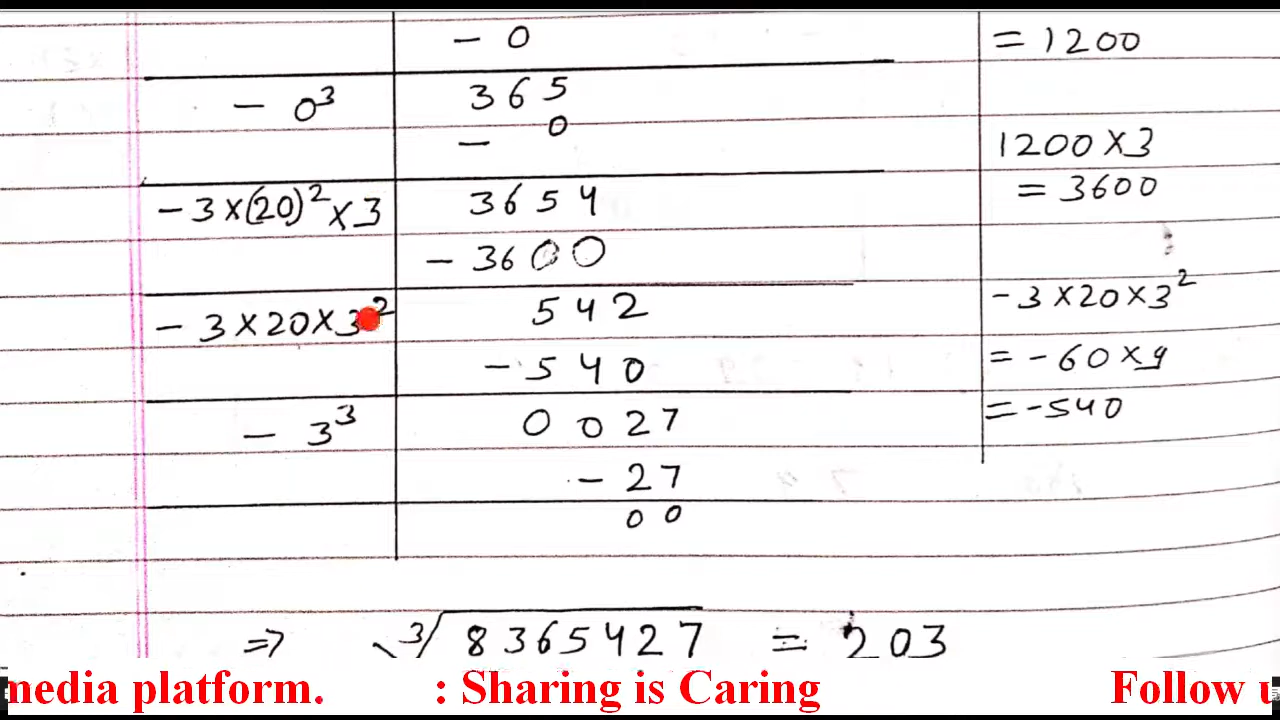 - 0 = 1200
- 0³ 365
- 0 1200 × 3
- 3 × (20)² × 3 3654 = 3600
- 3600
- 3 × 20 × 3² 542 - 3 × 20 × 3²
- 540 = - 60 × 9
- 3³ 0027 = - 540
- 27
00
⇒ ³√8365427 = 203
media platform. : Sharing is Caring Follow u